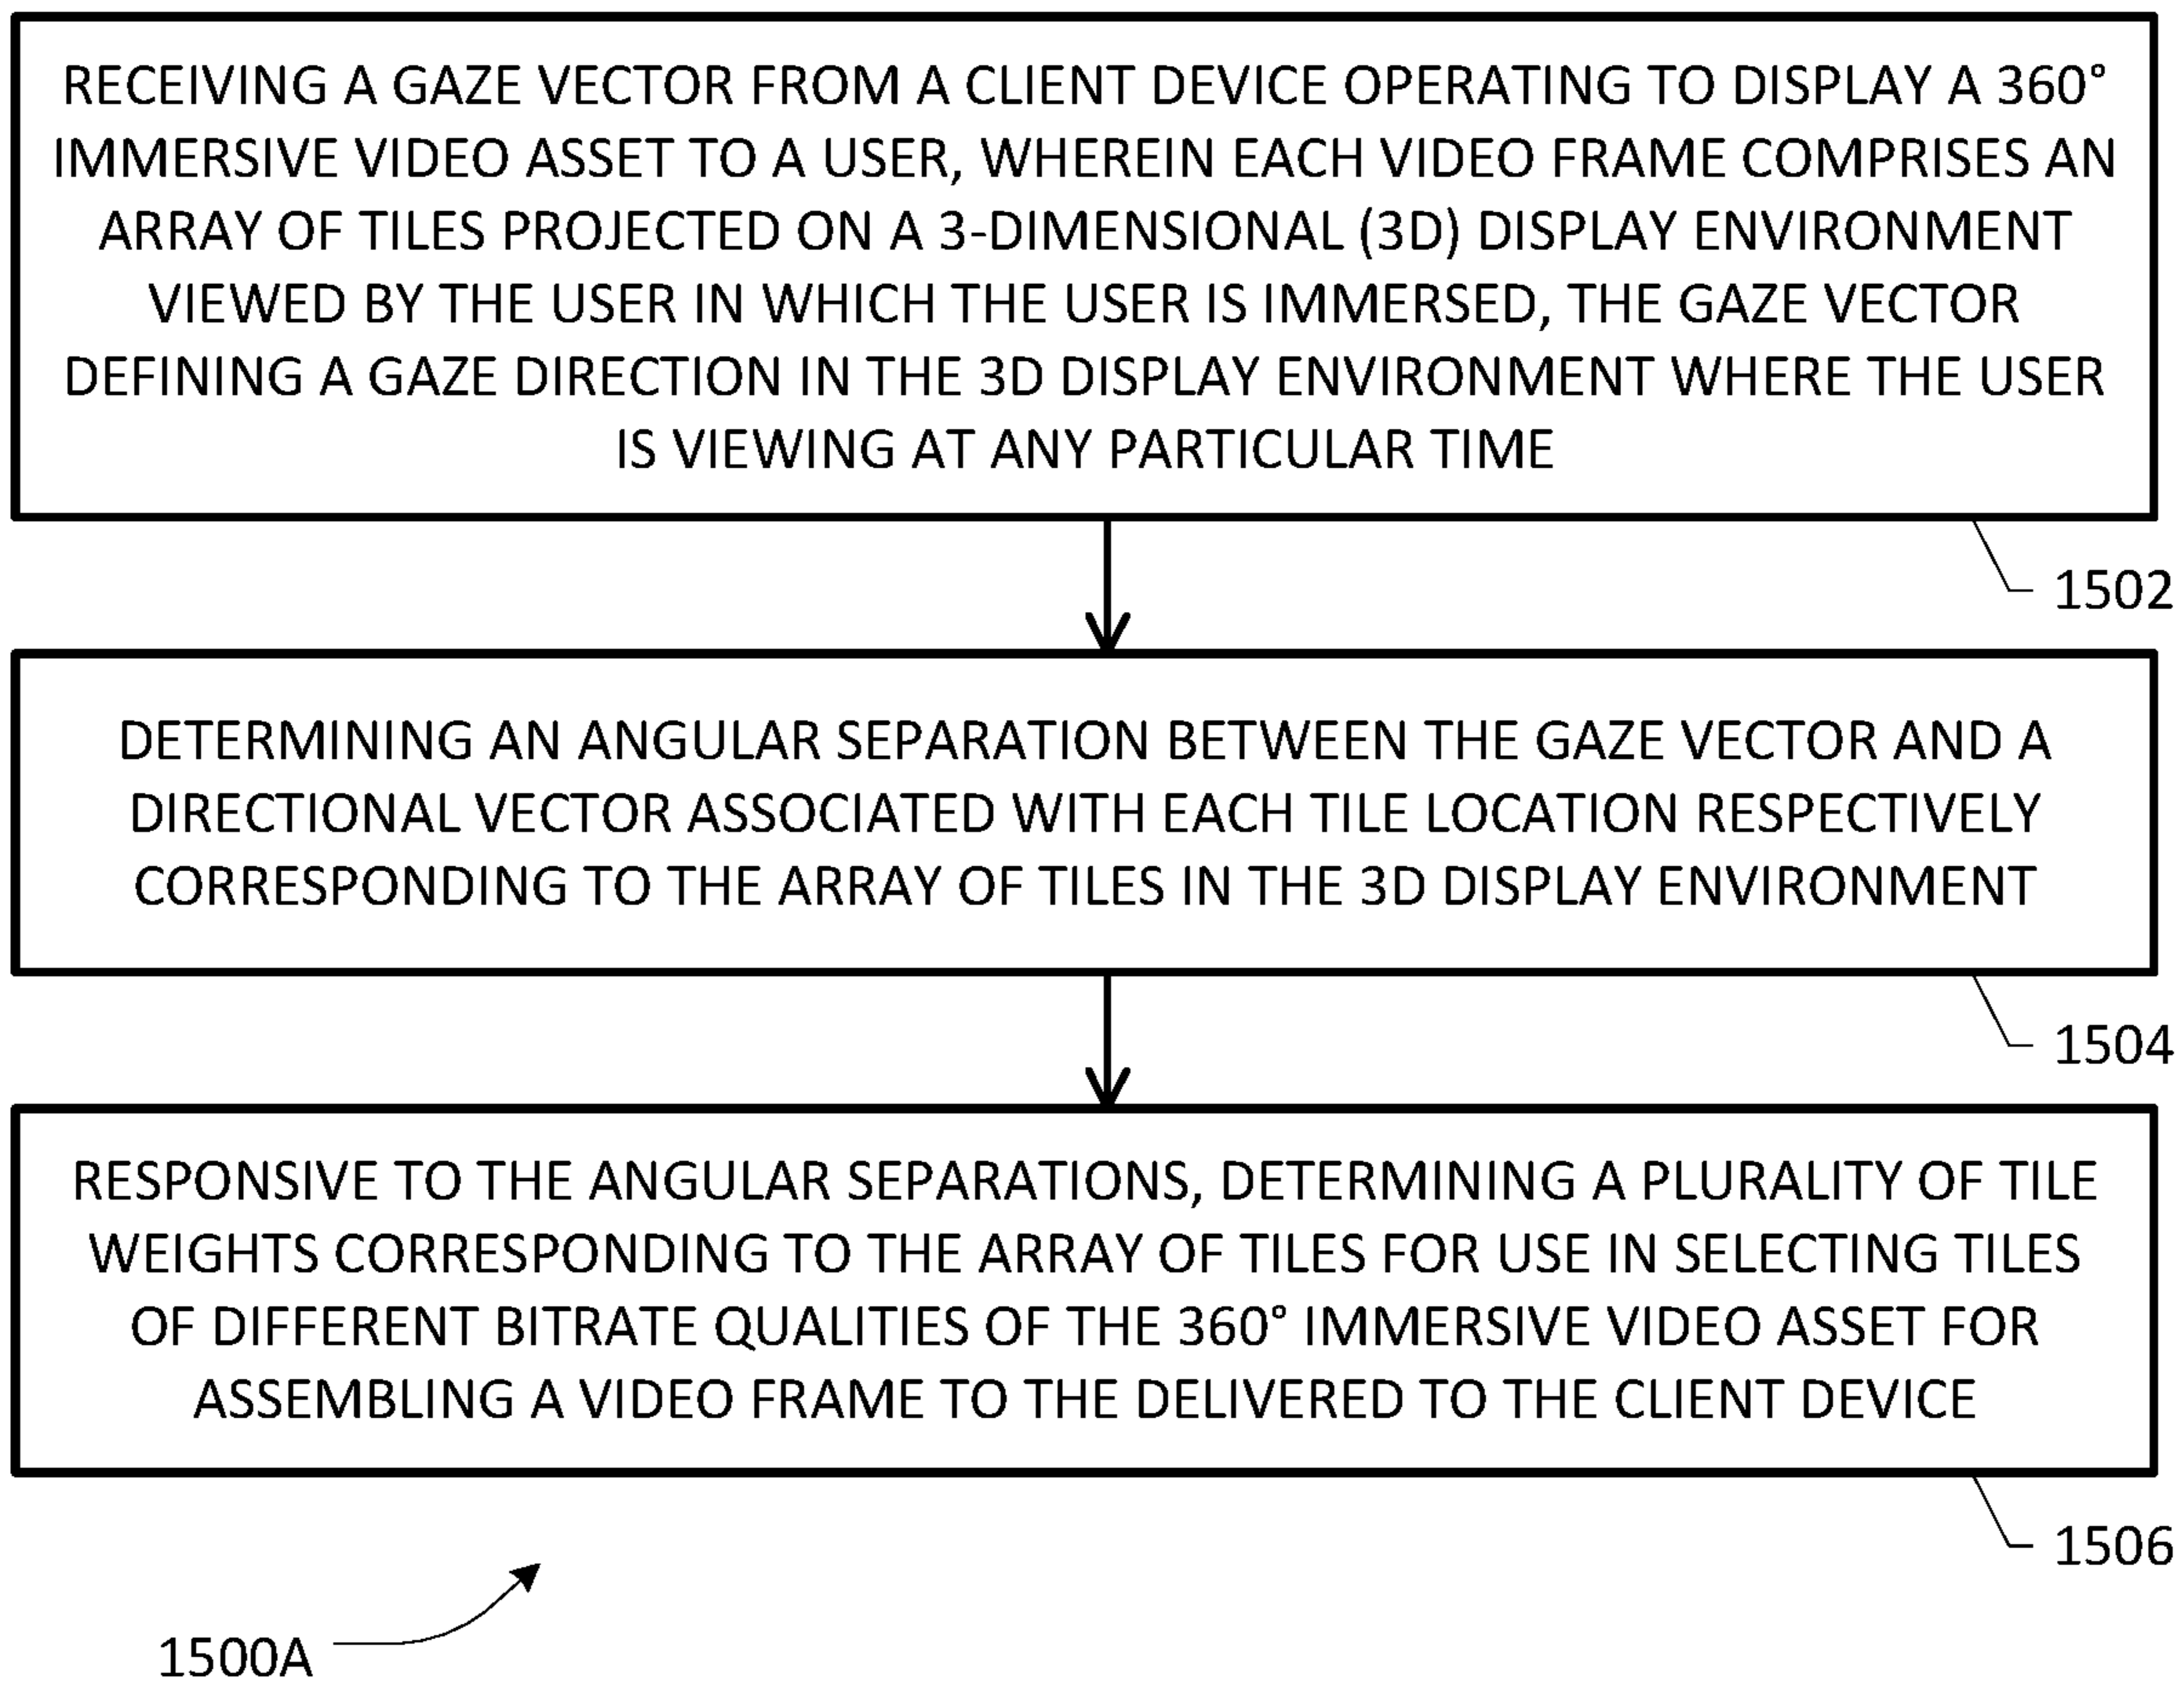 RECEIVING A GAZE VECTOR FROM A CLIENT DEVICE OPERATING TO DISPLAY A 360°
IMMERSIVE VIDEO ASSET TO A USER, WHEREIN EACH VIDEO FRAME COMPRISES AN
ARRAY OF TILES PROJECTED ON A 3-DIMENSIONAL (3D) DISPLAY ENVIRONMENT
VIEWED BY THE USER IN WHICH THE USER IS IMMERSED, THE GAZE VECTOR
DEFINING A GAZE DIRECTION IN THE 3D DISPLAY ENVIRONMENT WHERE THE USER
IS VIEWING AT ANY PARTICULAR TIME
1502
DETERMINING AN ANGULAR SEPARATION BETWEEN THE GAZE VECTOR AND A
DIRECTIONAL VECTOR ASSOCIATED WITH EACH TILE LOCATION RESPECTIVELY
CORRESPONDING TO THE ARRAY OF TILES IN THE 3D DISPLAY ENVIRONMENT
1504
RESPONSIVE TO THE ANGULAR SEPARATIONS, DETERMINING A PLURALITY OF TILE
WEIGHTS CORRESPONDING TO THE ARRAY OF TILES FOR USE IN SELECTING TILES
OF DIFFERENT BITRATE QUALITIES OF THE 360° IMMERSIVE VIDEO ASSET FOR
ASSEMBLING A VIDEO FRAME TO THE DELIVERED TO THE CLIENT DEVICE
1506
1500A